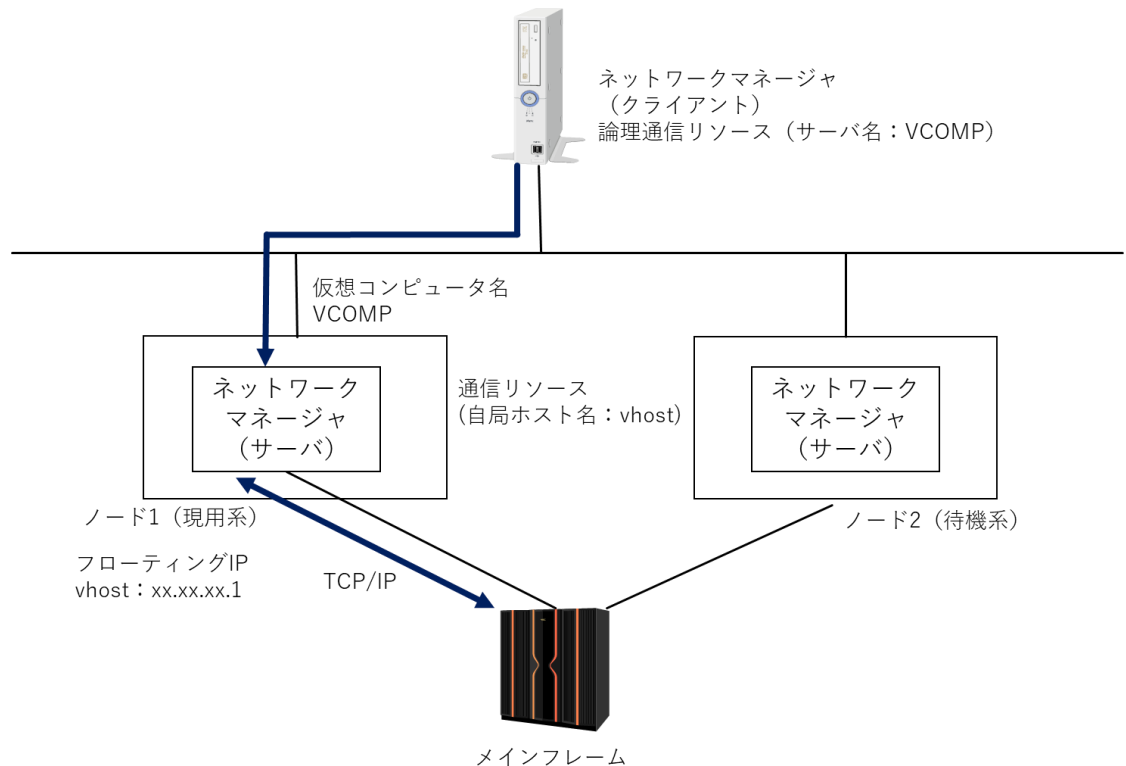 ネットワークマネージャ
（クライアント）
論理通信リソース（サーバ名：VCOMP）
仮想コンピュータ名
VCOMP
ネットワーク
マネージャ
（サーバ）
通信リソース
(自局ホスト名：vhost)
ネットワーク
マネージャ
（サーバ）
ノード1（現用系）
ノード2（待機系）
フローティングIP
vhost：xx.xx.xx.1
TCP/IP
メインフレーム